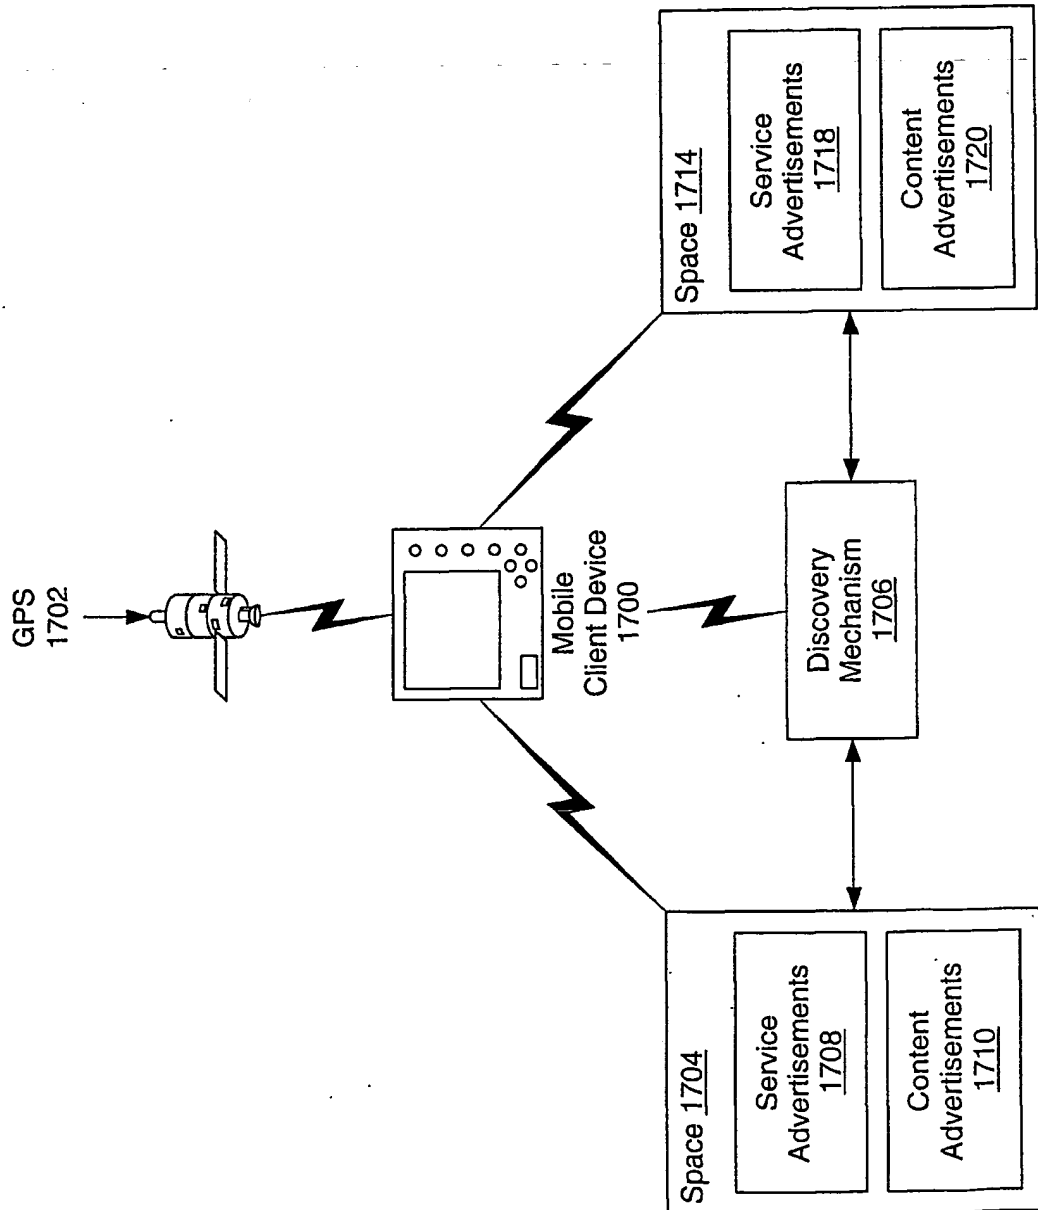 GPS
1702
Mobile
Client Device
1700
Discovery
Mechanism
1706
Space 1704
Service
Advertisements
1708
Content
Advertisements
1710
Space 1714
Service
Advertisements
1718
Content
Advertisements
1720